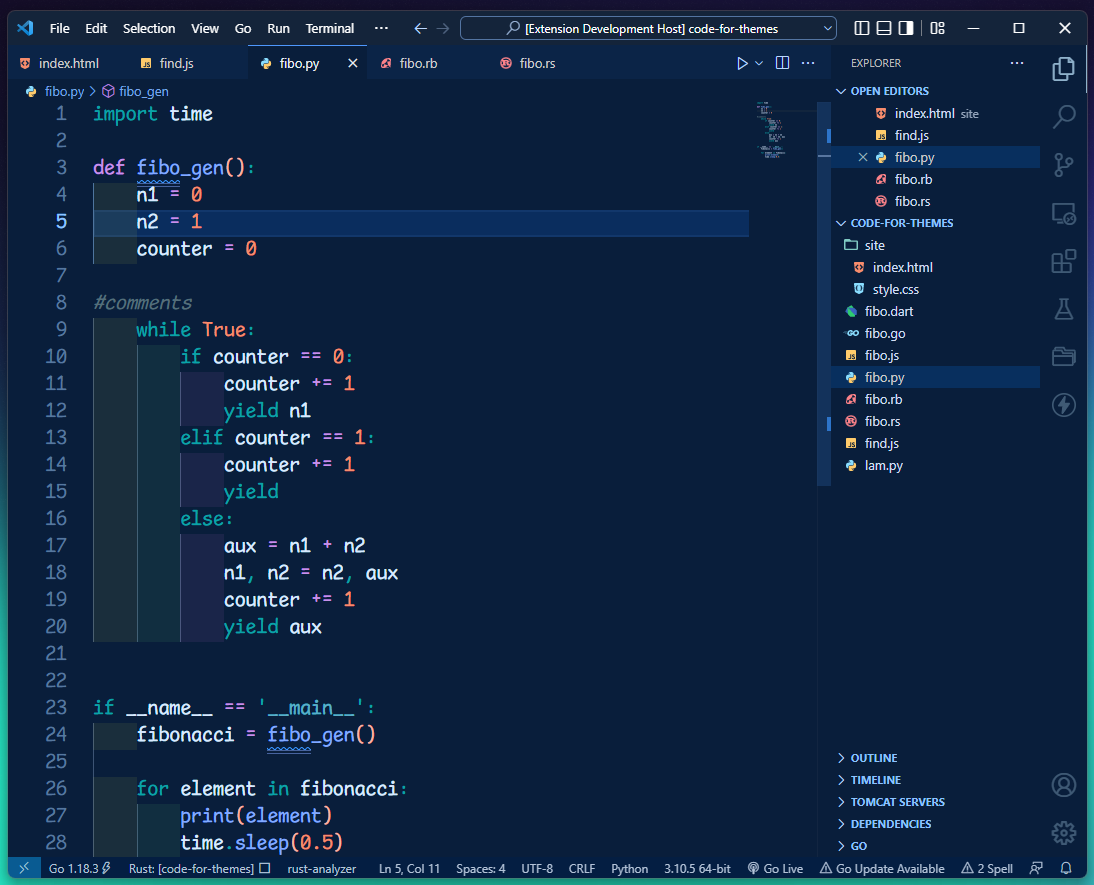 File Edit Selection View Go Run Terminal ··· [Extension Development Host] code-for-themes
index.html find.js fibo.py fibo.rb fibo.rs
fibo.py > fibo_gen
1 import time
2
3 def fibo_gen():
4 n1 = 0
5 n2 = 1
6 counter = 0
7
8 #comments
9 while True:
10 if counter == 0:
11 counter += 1
12 yield n1
13 elif counter == 1:
14 counter += 1
15 yield
16 else:
17 aux = n1 + n2
18 n1, n2 = n2, aux
19 counter += 1
20 yield aux
21
22
23 if __name__ == '__main__':
24 fibonacci = fibo_gen()
25
26 for element in fibonacci:
27 print(element)
28 time.sleep(0.5)
EXPLORER
OPEN EDITORS
index.html site
find.js
fibo.py
fibo.rb
fibo.rs
CODE-FOR-THEMES
site
index.html
style.css
fibo.dart
GO fibo.go
JS fibo.js
fibo.py
fibo.rb
fibo.rs
JS find.js
lam.py
OUTLINE
TIMELINE
TOMCAT SERVERS
DEPENDENCIES
GO
Go 1.18.3 Rust: [code-for-themes] rust-analyzer Ln 5, Col 11 Spaces: 4 UTF-8 CRLF Python 3.10.5 64-bit Go Live Go Update Available 2 Spell